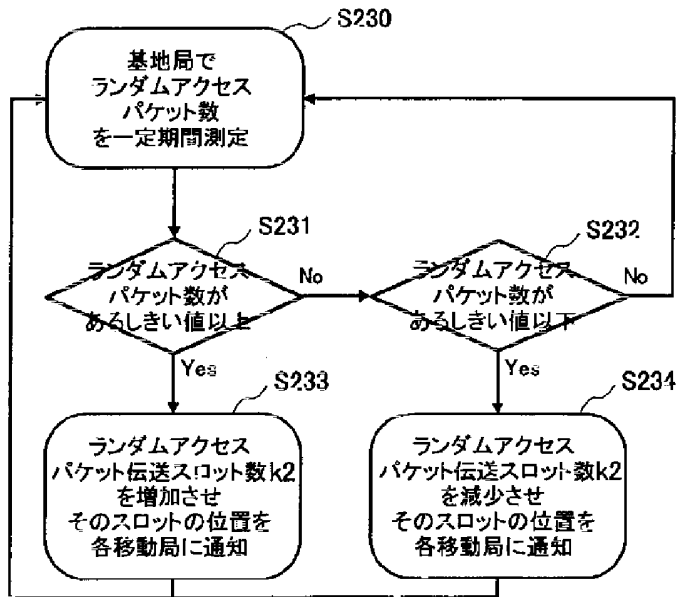 S230
基地局で
ランダムアクセス
パケット数
を一定期間測定
S231
ランダムアクセス
パケット数が
あるしきい値以上
No
Yes
S232
ランダムアクセス
パケット数が
あるしきい値以下
No
Yes
S233
ランダムアクセス
パケット伝送スロット数k2
を増加させ
そのスロットの位置を
各移動局に通知
S234
ランダムアクセス
パケット伝送スロット数k2
を減少させ
そのスロットの位置を
各移動局に通知